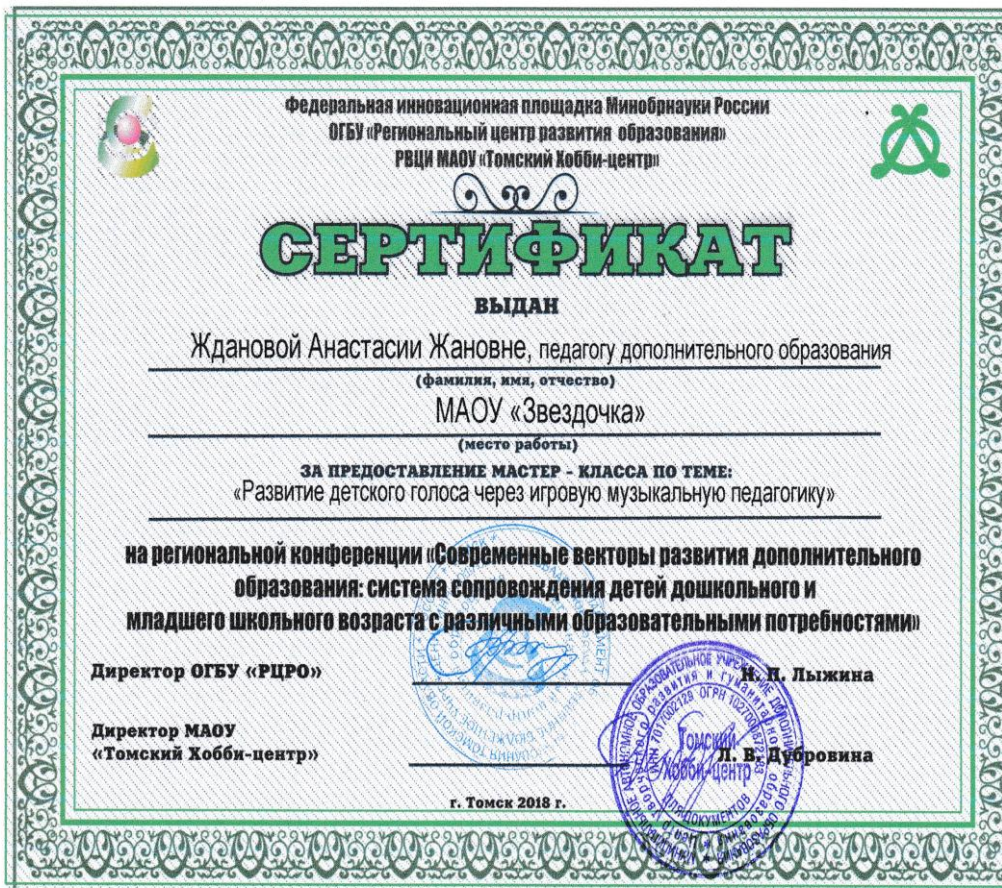 Федеральная инновационная площадка Минобрнауки России
ОГБУ «Региональный центр развития образования»
РВЦИ МАОУ «Томский Хобби-центр»
СЕРТИФИКАТ
ВЫДАН
Ждановой Анастасии Жановне, педагогу дополнительного образования
(фамилия, имя, отчество)
МАОУ «Звездочка»
(место работы)
ЗА ПРЕДОСТАВЛЕНИЕ МАСТЕР - КЛАССА ПО ТЕМЕ:
«Развитие детского голоса через игровую музыкальную педагогику»
на региональной конференции «Современные векторы развития дополнительного
образования: система сопровождения детей дошкольного и
младшего школьного возраста с различными образовательными потребностями»
Директор ОГБУ «РЦРО»
Н. П. Лыжина
Директор МАОУ
«Томский Хобби-центр»
Л. В. Дубровина
Томский
Хобби-центр
ДЛЯ ДОКУМЕНТОВ
г. Томск 2018 г.